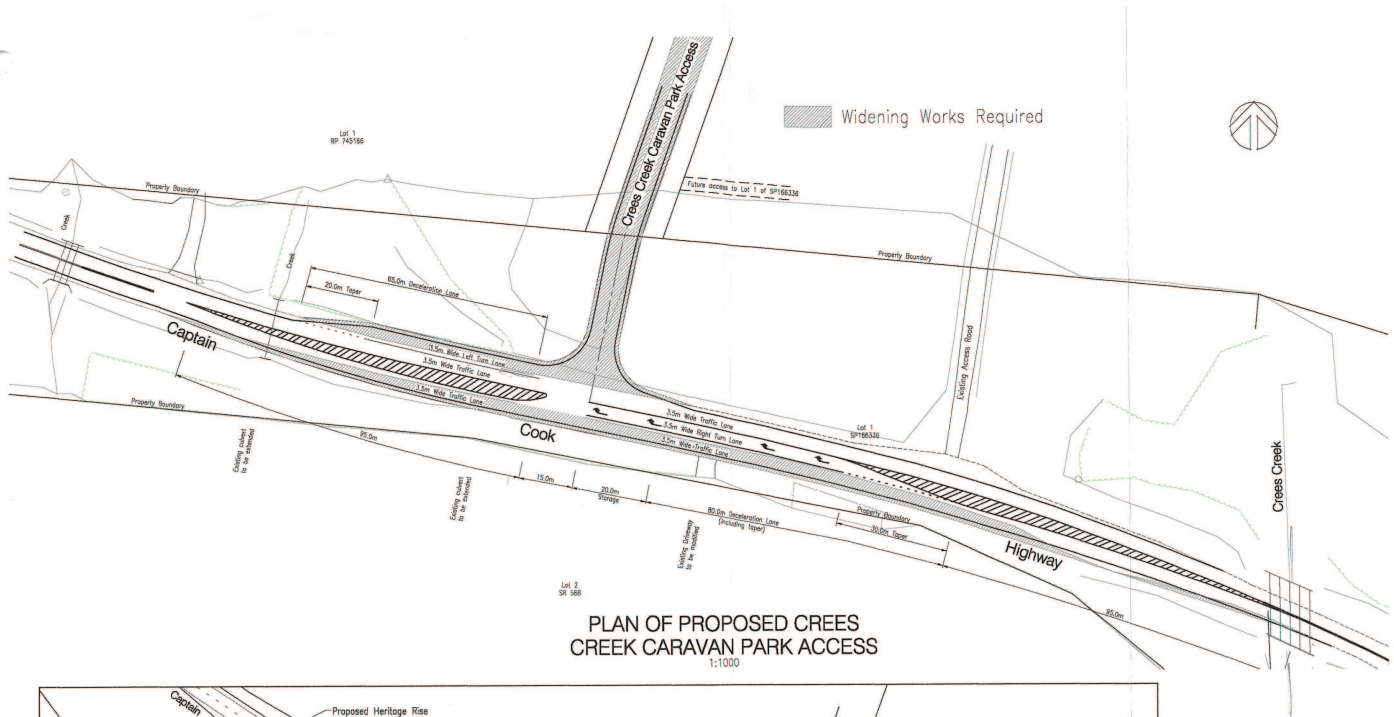 Crees Creek Caravan Park Access
Widening Works Required
Lot 1
RP 745166
Property Boundary
Future access to Lot 1 of SP166336
Creek
Creek
Property Boundary
65.0m Deceleration Lane
20.0m Taper
Existing Access Road
Captain
3.5m Wide Left Turn Lane
3.5m Wide Traffic Lane
3.5m Wide Traffic Lane
3.5m Wide Traffic Lane
3.5m Wide Right Turn Lane
3.5m Wide Traffic Lane
Lot 1
SP166336
Property Boundary
Cook
Crees Creek
95.0m
Existing culvert
to be extended
15.0m
20.0m
Storage
Existing culvert
to be extended
80.0m Deceleration Lane
(including taper)
Property Boundary
30.0m Taper
Existing Driveway
to be modified
Highway
Lot 2
SR 588
95.0m
PLAN OF PROPOSED CREES
CREEK CARAVAN PARK ACCESS
1:1000
Captain
Proposed Heritage Rise